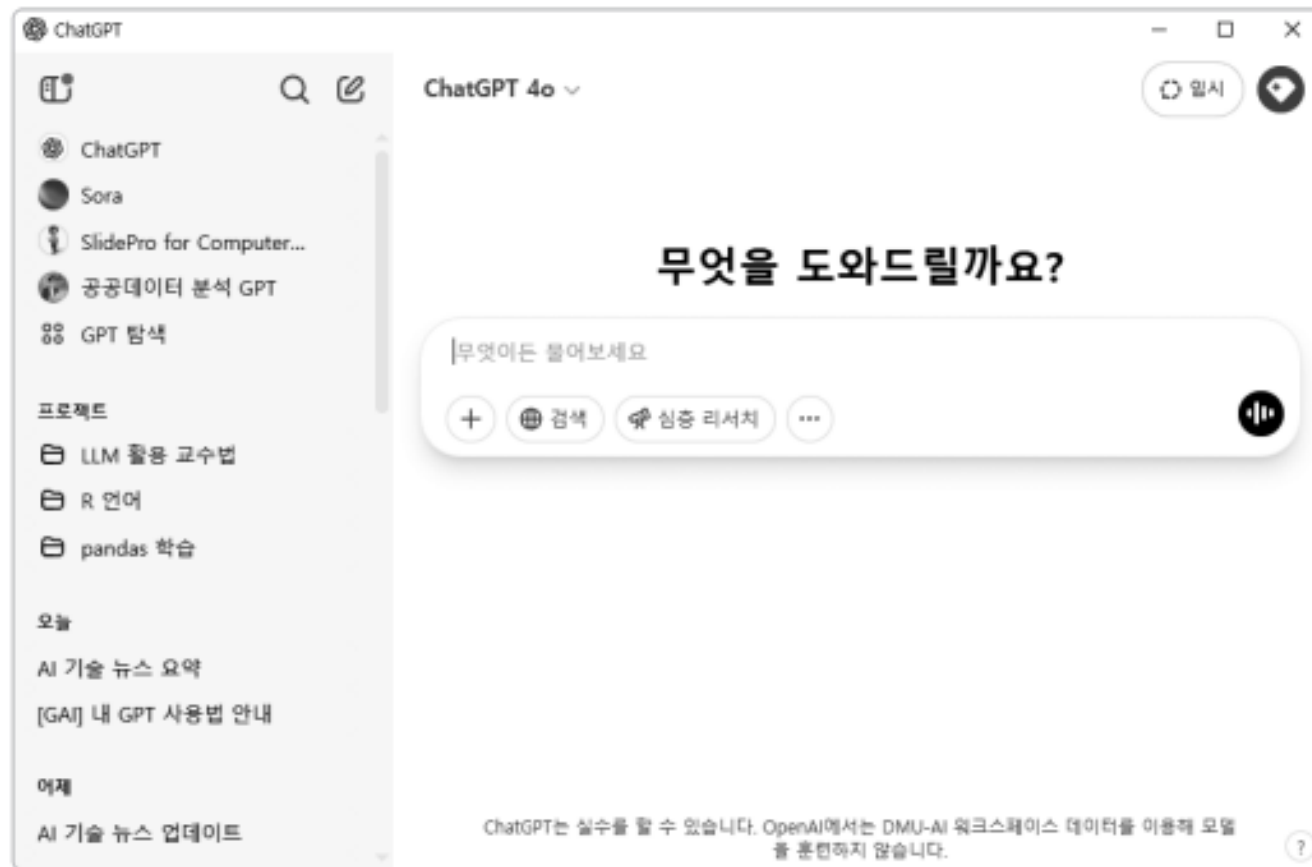 ChatGPT
ChatGPT
Sora
SlidePro for Computer...
공공데이터 분석 GPT
GPT 탐색
프로젝트
LLM 활용 교수법
R 언어
pandas 학습
오늘
AI 기술 뉴스 요약
[GAI] 내 GPT 사용법 안내
어제
AI 기술 뉴스 업데이트
ChatGPT 4o
임시
무엇을 도와드릴까요?
무엇이든 물어보세요
검색
심층 리서치
ChatGPT는 실수를 할 수 있습니다. OpenAI에서는 DMU-AI 워크스페이스 데이터를 이용해 모델
을 훈련하지 않습니다.
?